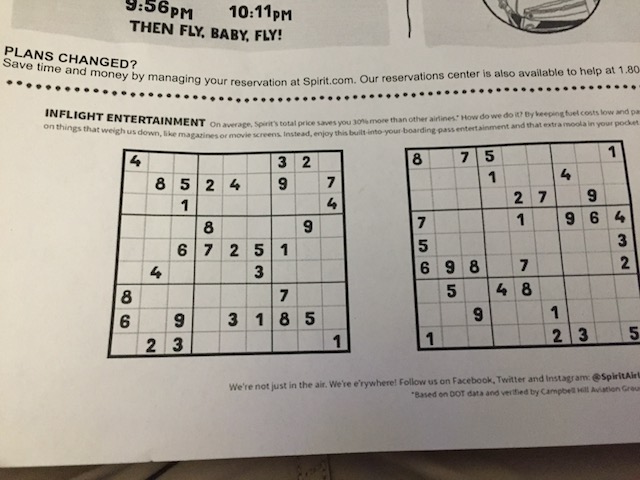 9:56PM 10:11PM
THEN FLY, BABY, FLY!
PLANS CHANGED?
Save time and money by managing your reservation at Spirit.com. Our reservations center is also available to help at 1.80
INFLIGHT ENTERTAINMENT On average, Spirit's total price saves you 30% more than other airlines.* How do we do it? By keeping fuel costs low and pa
on things that weigh us down, like magazines or movie screens. Instead, enjoy this built-into-your-boarding-pass entertainment and that extra moola in your pocket
4 3 2
8 5 2 4 9 7
1 4
8 9
6 7 2 5 1
4 3
8 7
6 9 3 1 8 5
2 3 1
8 7 5 1
1 4
2 7 9
7 1 9 6 4
5 3
6 9 8 7 2
5 4 8
9 1
1 2 3 5
We're not just in the air. We're e'rywhere! Follow us on Facebook, Twitter and Instagram: @SpiritAirl
*Based on DOT data and verified by Campbell Hill Aviation Grou